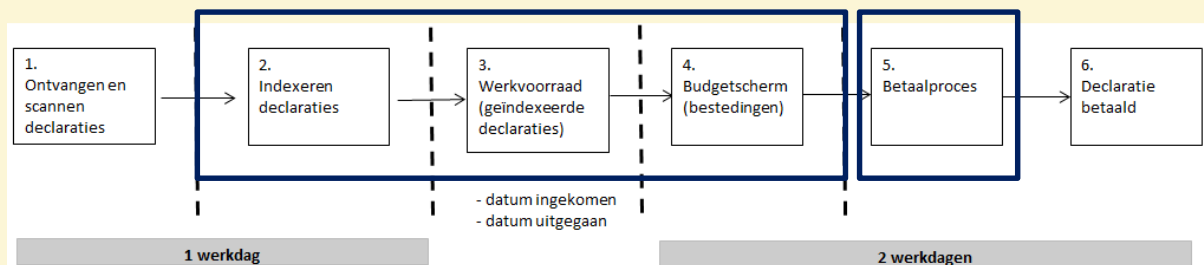 1.
Ontvangen en
scannen
declaraties
2.
Indexeren
declaraties
3.
Werkvoorraad
(geïndexeerde
declaraties)
4.
Budgetscherm
(bestedingen)
5.
Betaalproces
6.
Declaratie
betaald
- datum ingekomen
- datum uitgegaan
1 werkdag
2 werkdagen